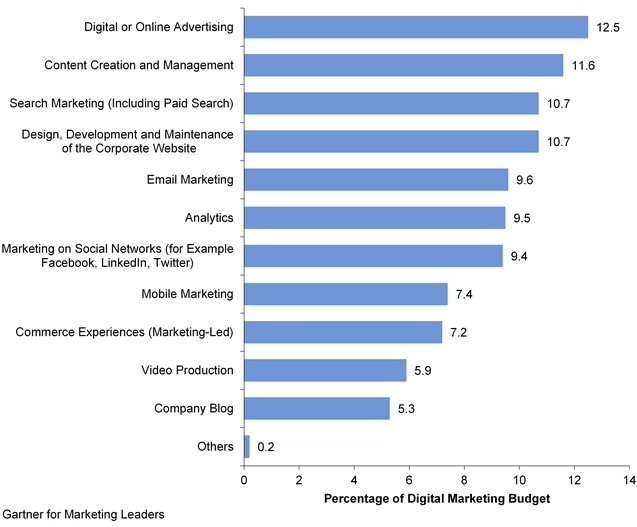 Digital or Online Advertising 12.5
Content Creation and Management 11.6
Search Marketing (Including Paid Search) 10.7
Design, Development and Maintenance
of the Corporate Website 10.7
Email Marketing 9.6
Analytics 9.5
Marketing on Social Networks (for Example
Facebook, LinkedIn, Twitter) 9.4
Mobile Marketing 7.4
Commerce Experiences (Marketing-Led) 7.2
Video Production 5.9
Company Blog 5.3
Others 0.2
0 2 4 6 8 10 12 14
Percentage of Digital Marketing Budget
Gartner for Marketing Leaders